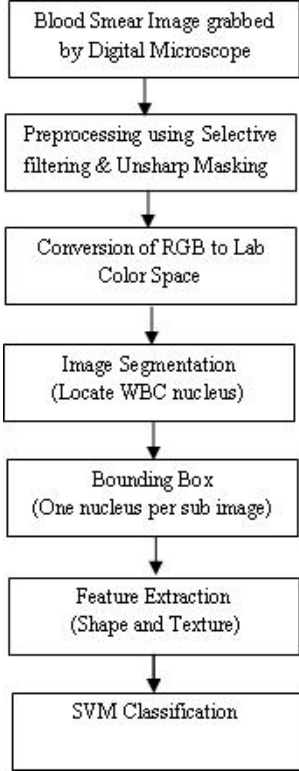 Blood Smear Image grabbed
by Digital Microscope
Preprocessing using Selective
filtering & Unsharp Masking
Conversion of RGB to Lab
Color Space
Image Segmentation
(Locate WBC nucleus)
Bounding Box
(One nucleus per sub image)
Feature Extraction
(Shape and Texture)
SVM Classification